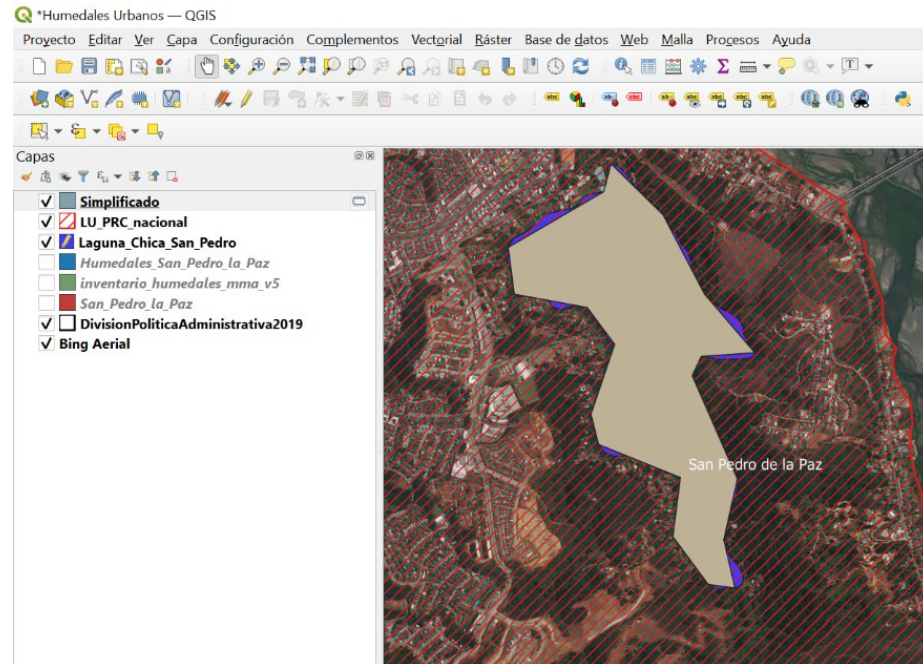 *Humedales Urbanos — QGIS
Proyecto Editar Ver Capa Configuración Complementos Vectorial Ráster Base de datos Web Malla Procesos Ayuda
Capas
Simplificado
LU_PRC_nacional
Laguna_Chica_San_Pedro
Humedales_San_Pedro_la_Paz
inventario_humedales_mma_v5
San_Pedro_la_Paz
DivisionPoliticaAdministrativa2019
Bing Aerial
San Pedro de la Paz